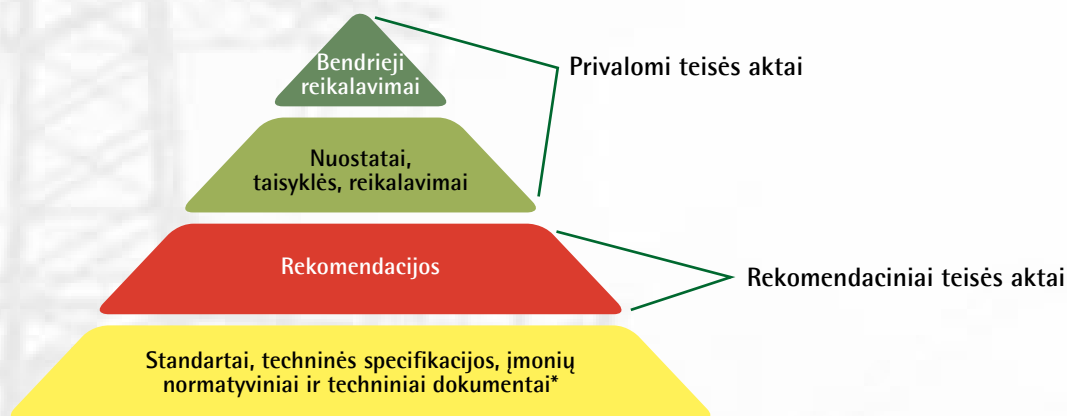 Bendrieji
reikalavimai
Privalomi teisės aktai
Nuostatai,
taisyklės, reikalavimai
Rekomendacijos
Rekomendaciniai teisės aktai
Standartai, techninės specifikacijos, įmonių
normatyviniai ir techniniai dokumentai*